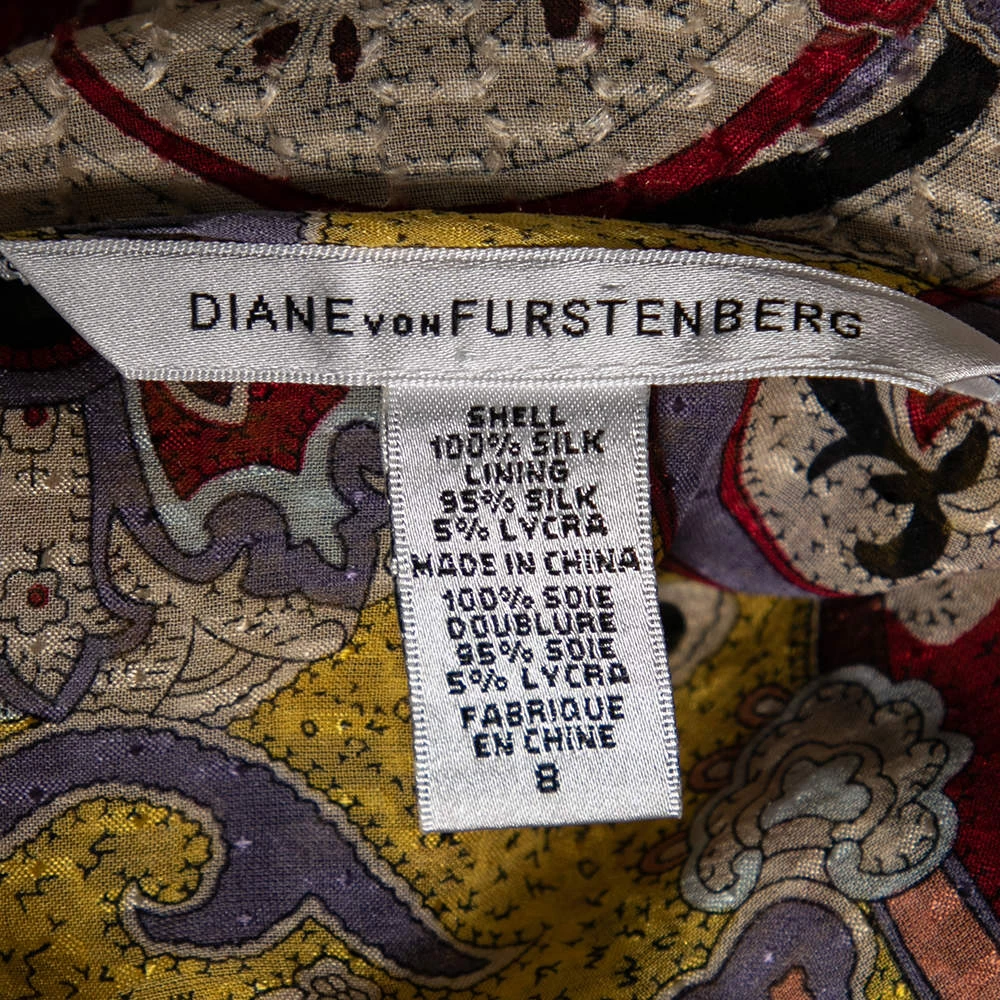 DIANE VON FURSTENBERG
SHELL
100% SILK
LINING
95% SILK
5% LYCRA
MADE IN CHINA
100% SOIE
DOUBLURE
95% SOIE
5% LYCRA
FABRIQUE
EN CHINE
8